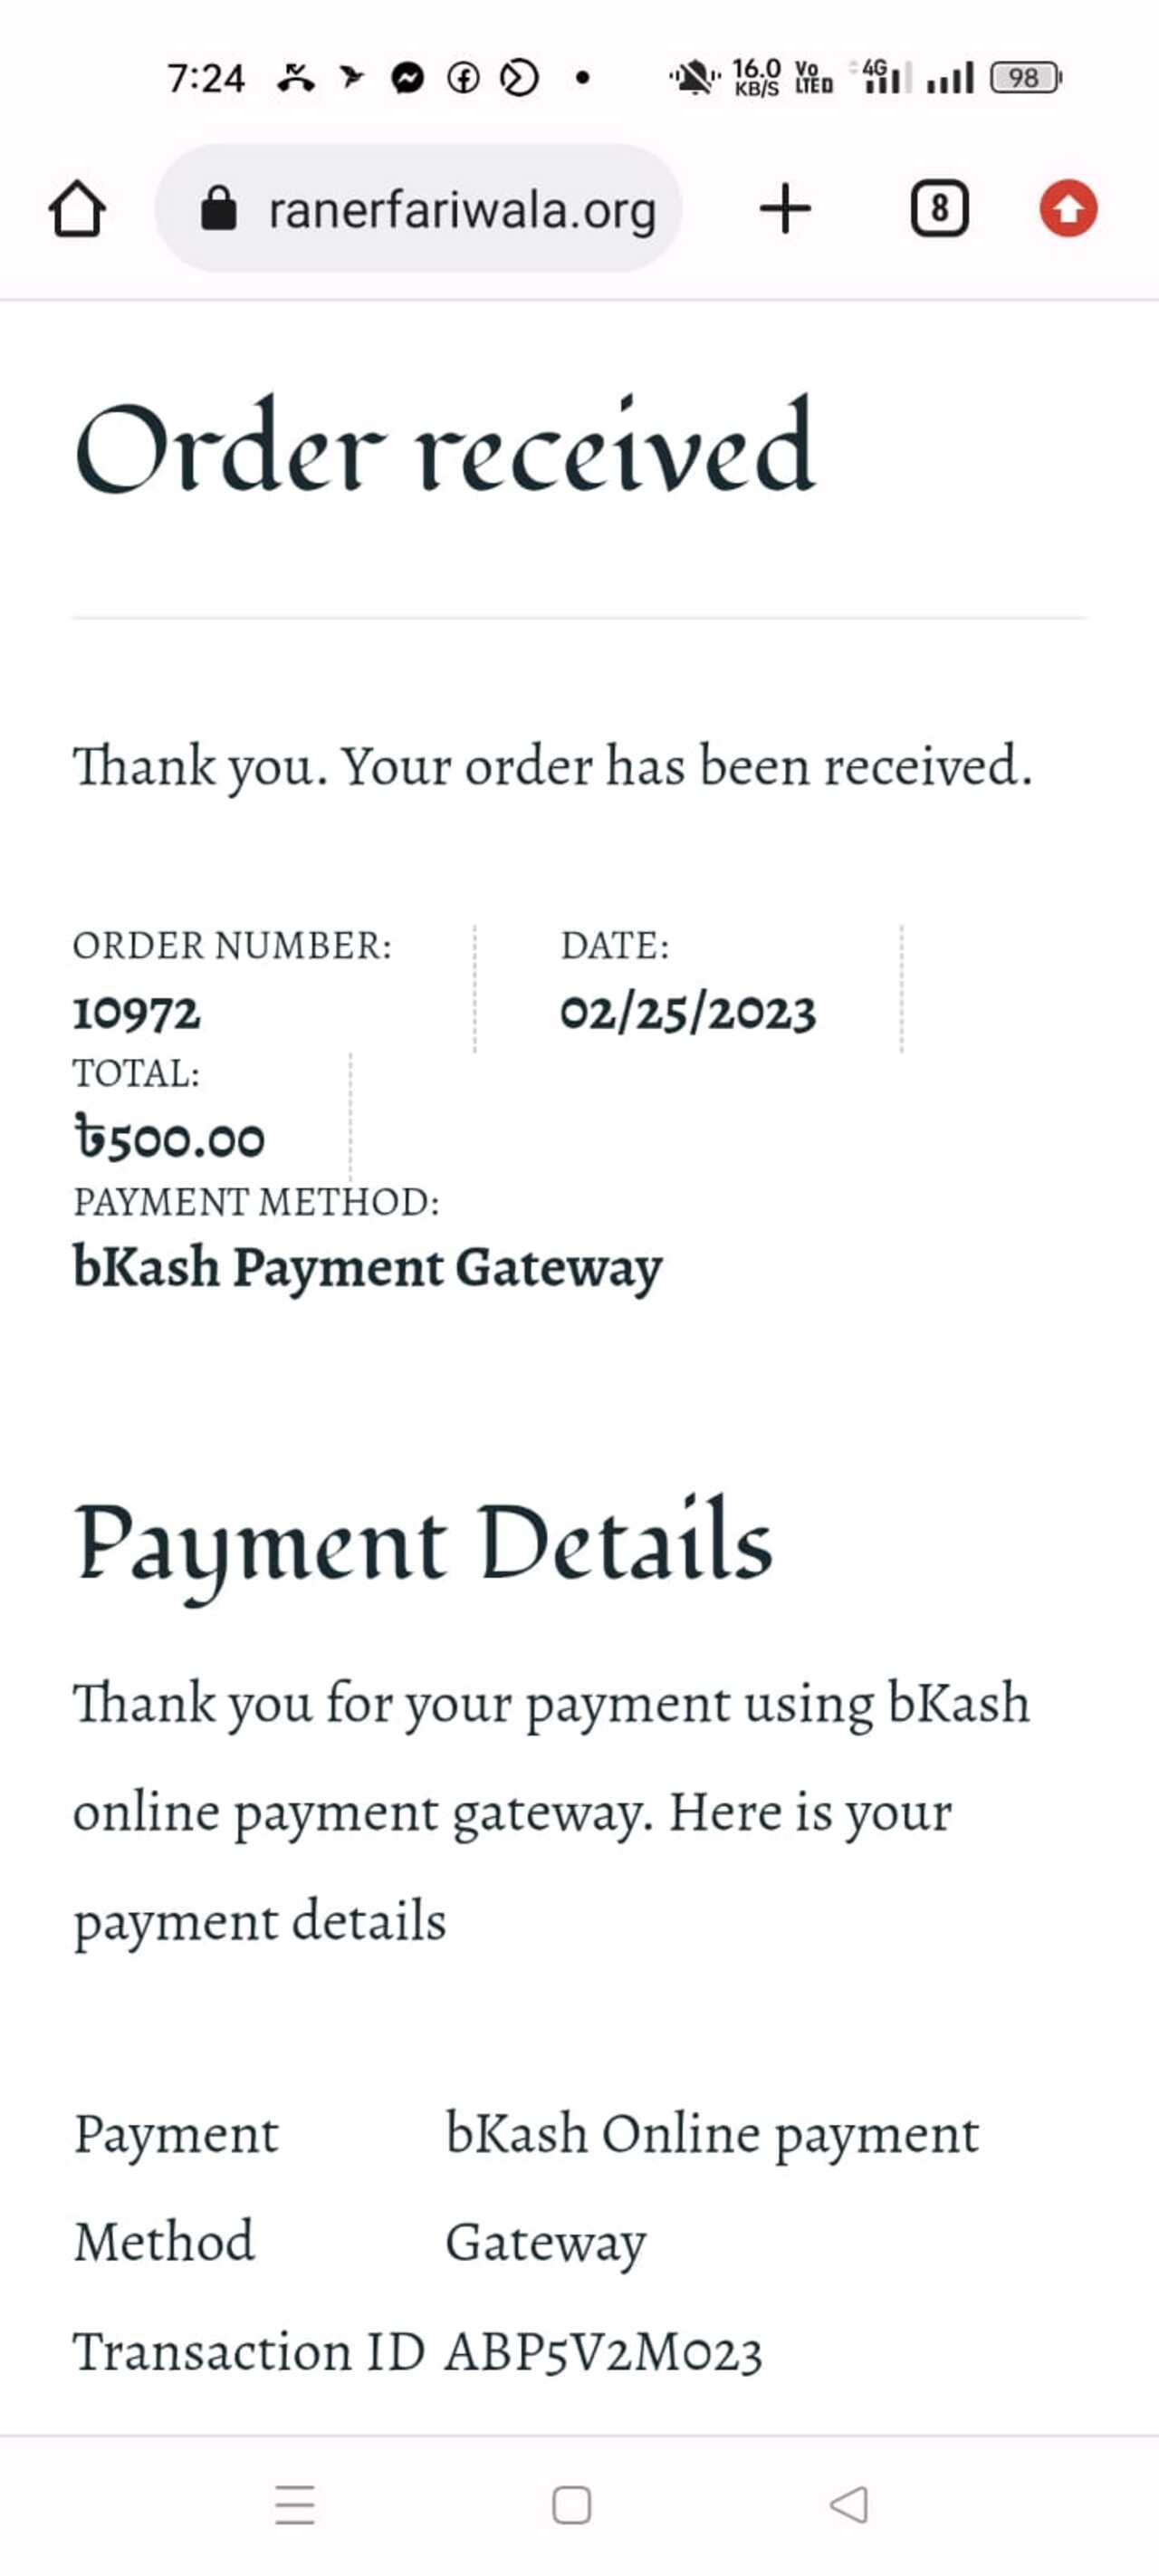 7:24 16.0 KB/S Vo LTE D 4G 98
ranerfariwala.org 8
Order received
Thank you. Your order has been received.
ORDER NUMBER: DATE:
10972 02/25/2023
TOTAL:
৳500.00
PAYMENT METHOD:
bKash Payment Gateway
Payment Details
Thank you for your payment using bKash
online payment gateway. Here is your
payment details
Payment bKash Online payment
Method Gateway
Transaction ID ABP5V2M023